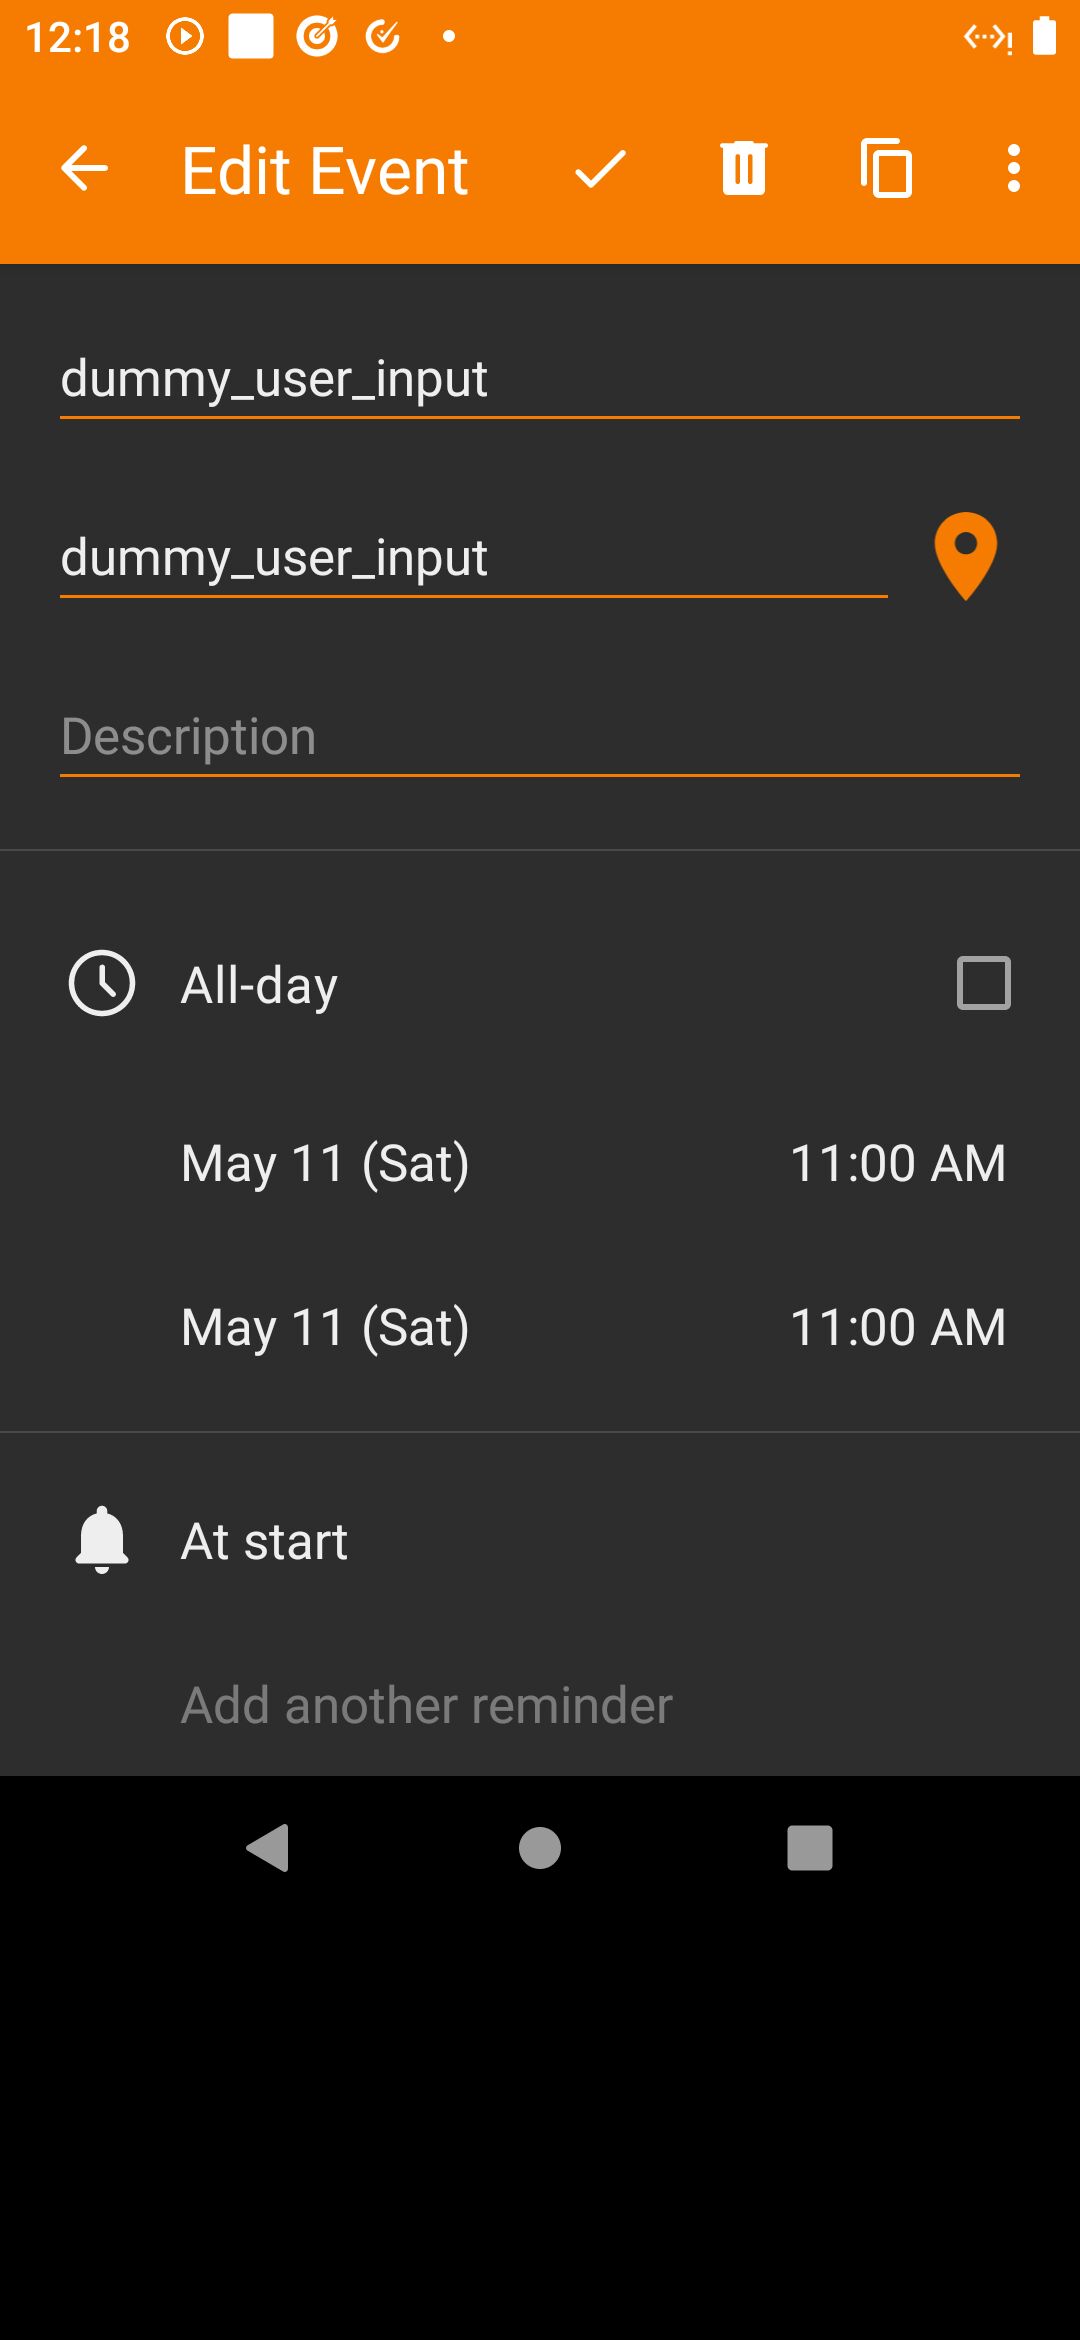 12:18
Edit Event
dummy_user_input
dummy_user_input
Description
All-day
May 11 (Sat) 11:00 AM
May 11 (Sat) 11:00 AM
At start
Add another reminder